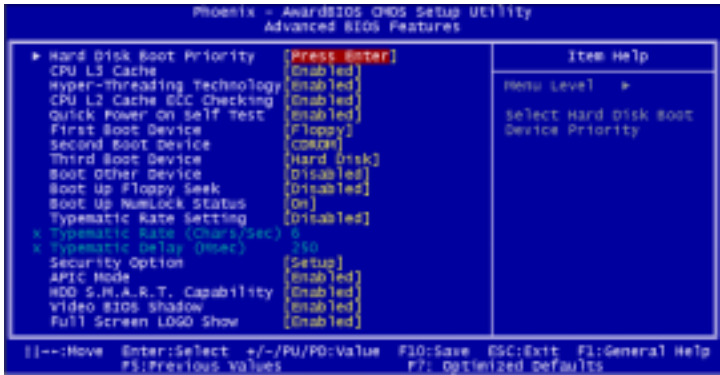 Phoenix - AwardBIOS CMOS Setup Utility
Advanced BIOS Features
▶ Hard Disk Boot Priority [Press Enter]
CPU L3 Cache [Enabled]
Hyper-Threading Technology[Enabled]
CPU L2 Cache ECC Checking [Enabled]
Quick Power On Self Test [Enabled]
First Boot Device [Floppy]
Second Boot Device [CDROM]
Third Boot Device [Hard Disk]
Boot Other Device [Disabled]
Boot Up Floppy Seek [Disabled]
Boot Up NumLock Status [On]
Typematic Rate Setting [Disabled]
x Typematic Rate (Chars/Sec) 6
x Typematic Delay (Msec) 250
Security Option [Setup]
APIC Mode [Enabled]
HDD S.M.A.R.T. Capability [Enabled]
Video BIOS Shadow [Enabled]
Full Screen LOGO Show [Enabled]
Item Help
Menu Level ▶
Select Hard Disk Boot
Device Priority
||--:Move Enter:Select +/-/PU/PD:Value F10:Save ESC:Exit F1:General Help
F5:Previous Values F7: Optimized Defaults